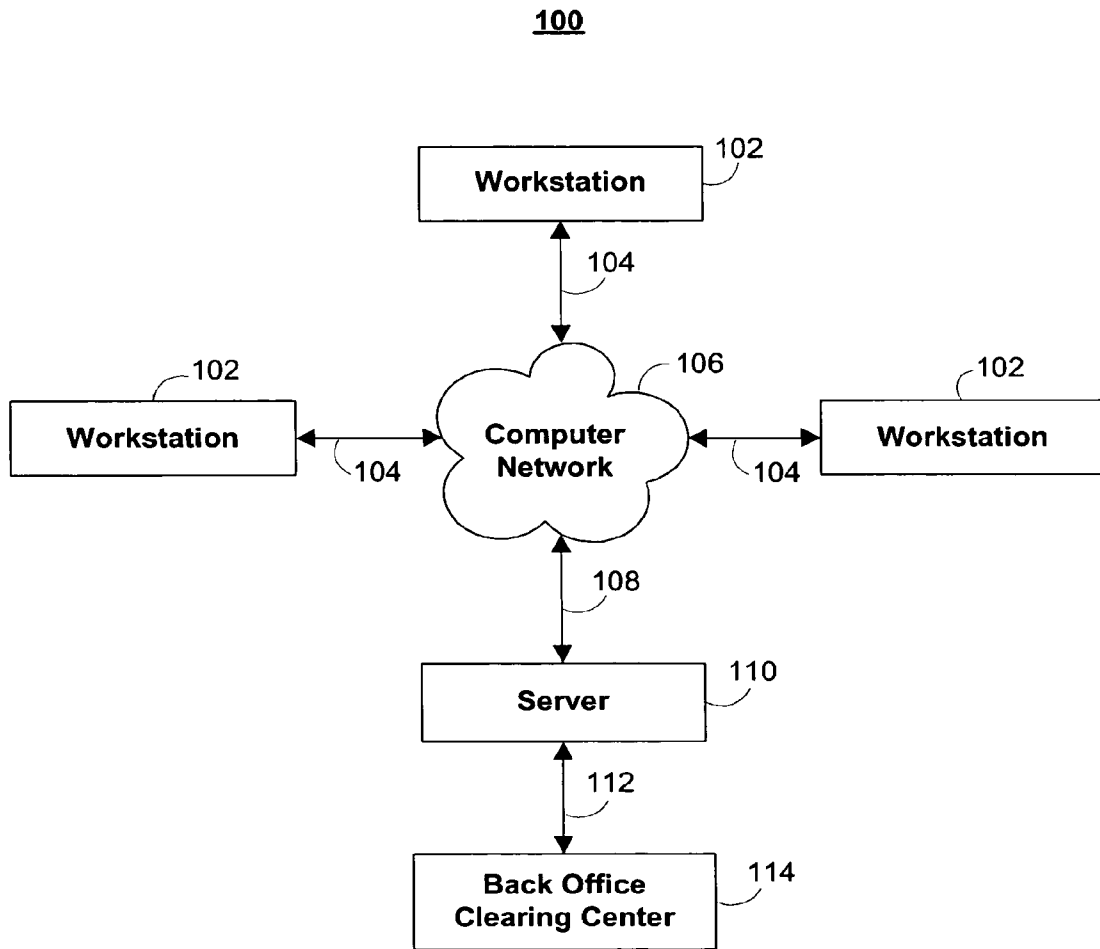 100
102
Workstation
104
102
106
102
Workstation
Computer
Network
Workstation
104
104
108
Server
110
112
Back Office
Clearing Center
114